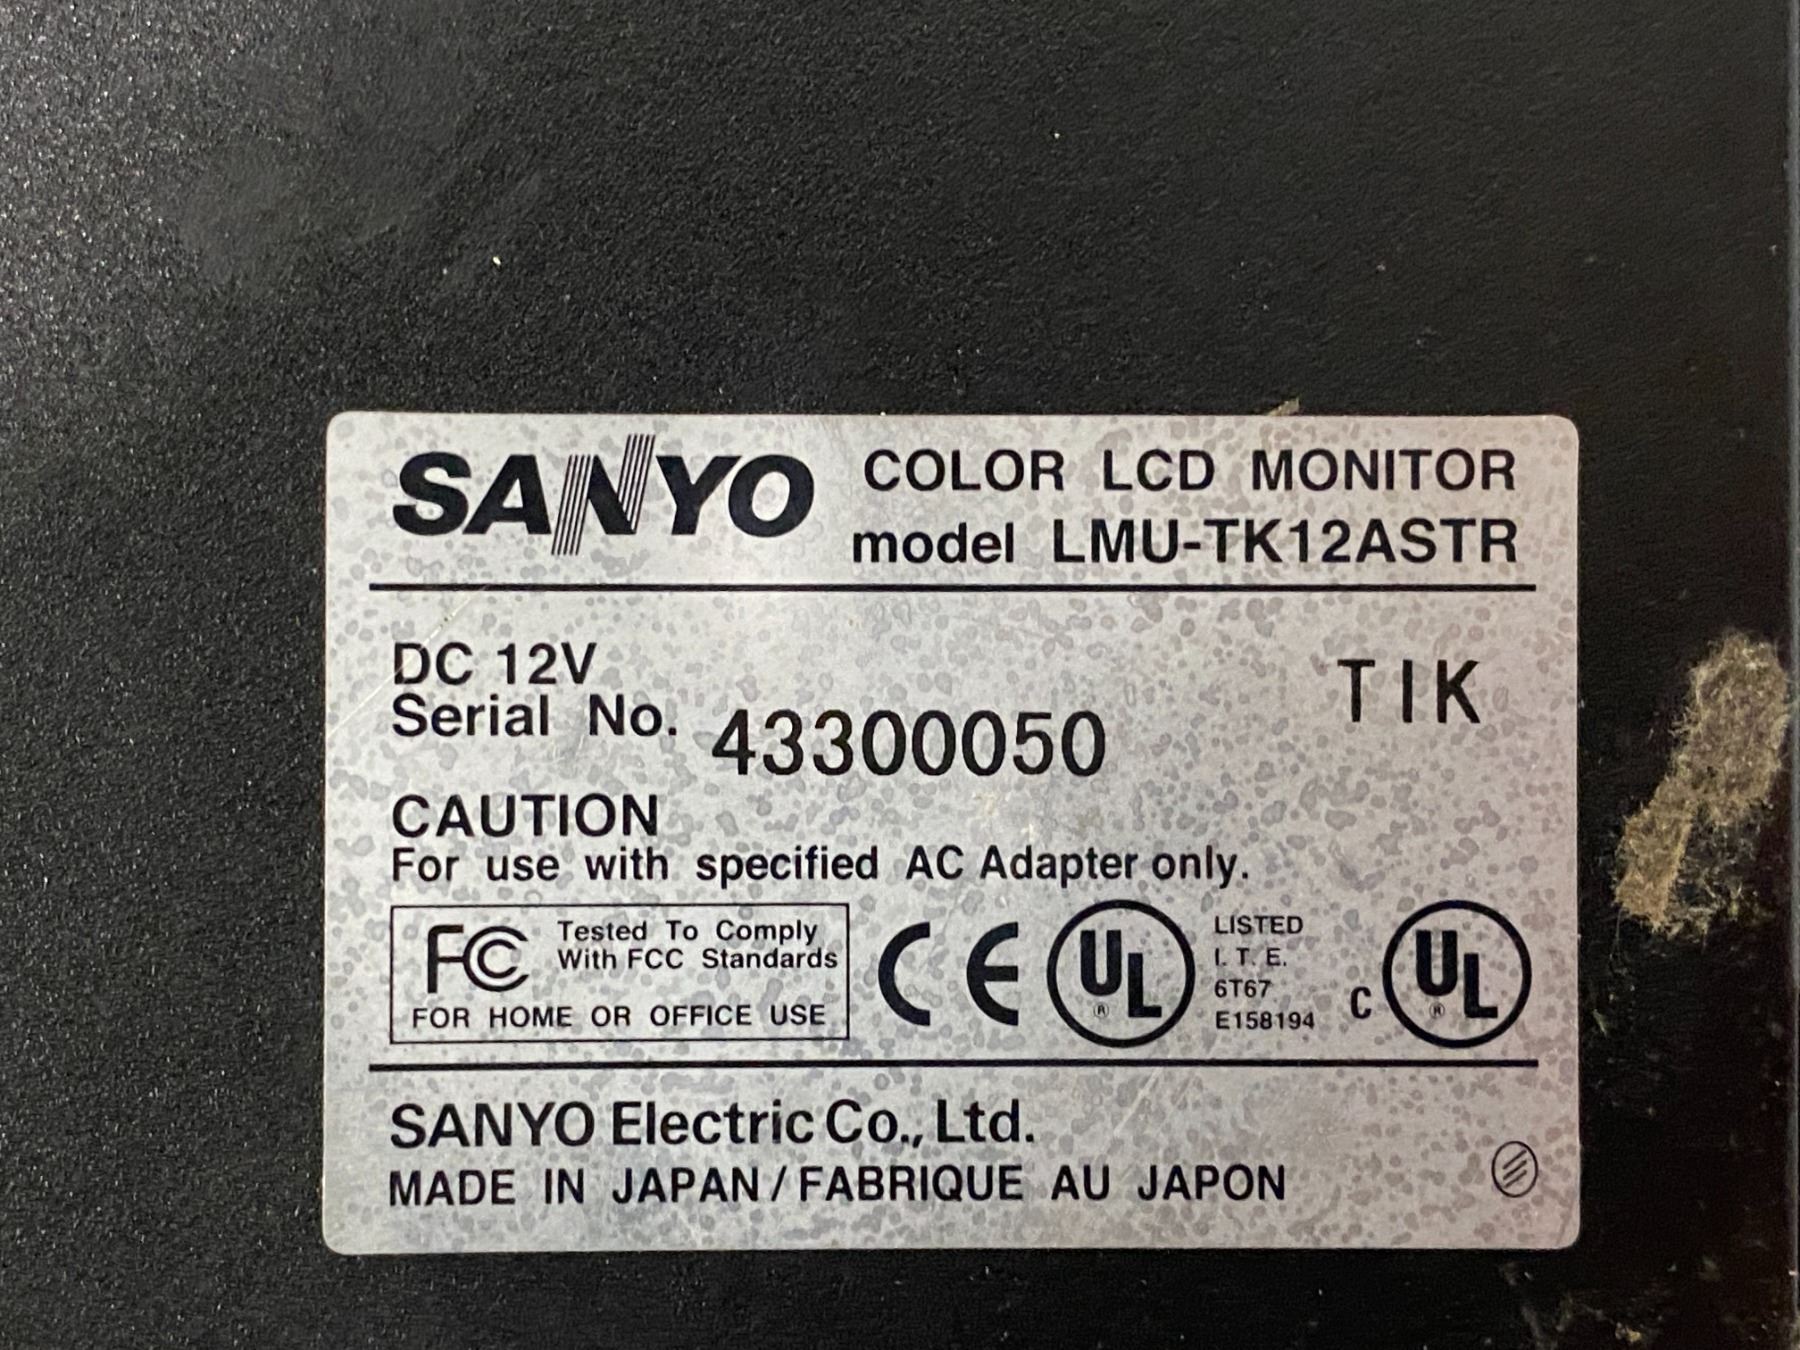 SANYO COLOR LCD MONITOR
model LMU-TK12ASTR
DC 12V
TIK
Serial No. 43300050
CAUTION
For use with specified AC Adapter only.
FC Tested To Comply
With FCC Standards
FOR HOME OR OFFICE USE
CE
UL ®
LISTED
I. T. E.
6T67
E158194
C UL ®
SANYO Electric Co., Ltd.
MADE IN JAPAN / FABRIQUE AU JAPON